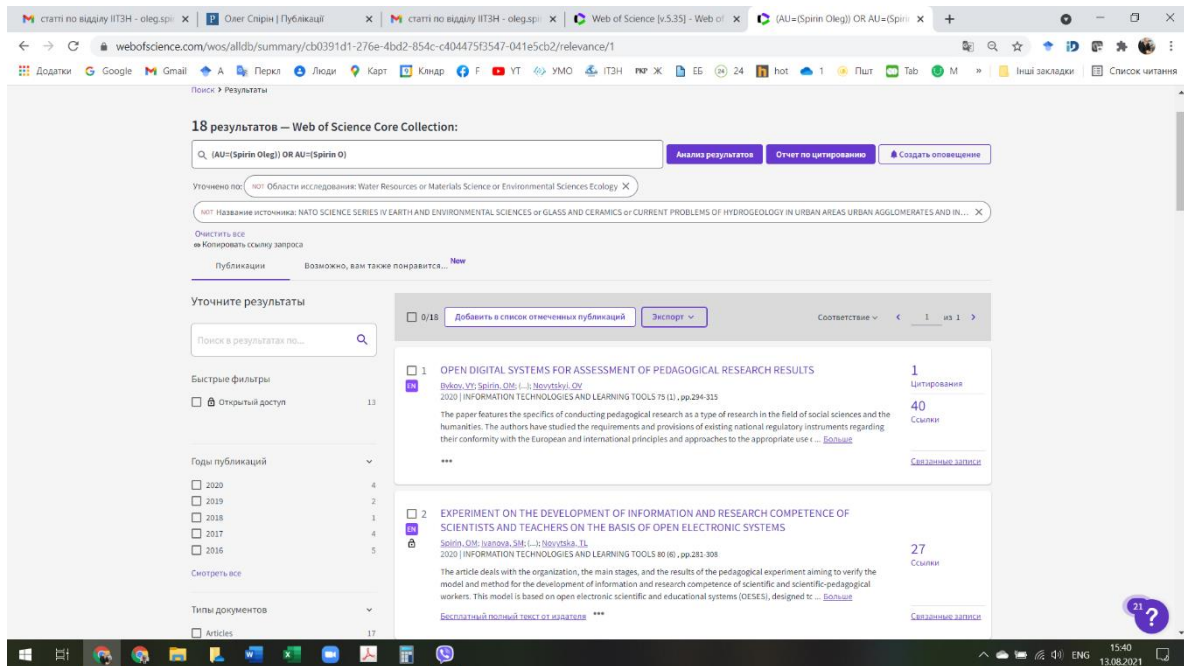 статті по відділу ІІТЗН - oleg.spi
Олег Спірін | Публікації
статті по відділу ІІТЗН - oleg.spi
Web of Science [v.5.35] - Web of
(AU=(Spirin Oleg)) OR AU=(Spiri
webofscience.com/wos/alldb/summary/cb0391d1-276e-4bd2-854c-c404475f3547-041e5cb2/relevance/1
Додатки Google Gmail А Перкл Люди Карт Клндр F YT УМО ІТЗН Ж ЕБ 24 hot 1 Пшт Tab М » Інші закладки Список читання
Поиск > Результаты
18 результатов — Web of Science Core Collection:
(AU=(Spirin Oleg)) OR AU=(Spirin O)
Анализ результатов Отчет по цитированию Создать оповещение
Уточнено по: NOT Области исследования: Water Resources or Materials Science or Environmental Sciences Ecology
NOT Название источника: NATO SCIENCE SERIES IV EARTH AND ENVIRONMENTAL SCIENCES or GLASS AND CERAMICS or CURRENT PROBLEMS OF HYDROGEOLOGY IN URBAN AREAS URBAN AGGLOMERATES AND IN...
Очистить все
Копировать ссылку запроса
Публикации Возможно, вам также понравится... New
Уточните результаты
Поиск в результатах по...
Быстрые фильтры
Открытый доступ 13
Годы публикаций
2020 4
2019 2
2018 1
2017 4
2016 5
Смотреть все
Типы документов
Articles 17
0/18 Добавить в список отмеченных публикаций Экспорт Соответствие 1 из 1
1 OPEN DIGITAL SYSTEMS FOR ASSESSMENT OF PEDAGOGICAL RESEARCH RESULTS
EN Bykov, VY; Spirin, OM; (...); Novytskyi, OV
2020 | INFORMATION TECHNOLOGIES AND LEARNING TOOLS 75 (1) , pp.294-315
The paper features the specifics of conducting pedagogical research as a type of research in the field of social sciences and the
humanities. The authors have studied the requirements and provisions of existing national regulatory instruments regarding
their conformity with the European and international principles and approaches to the appropriate use ... Больше
1
Цитирования
40
Ссылки
Связанные записи
2 EXPERIMENT ON THE DEVELOPMENT OF INFORMATION AND RESEARCH COMPETENCE OF
SCIENTISTS AND TEACHERS ON THE BASIS OF OPEN ELECTRONIC SYSTEMS
EN Spirin, OM; Ivanova, SM; (...); Novytska, TL
2020 | INFORMATION TECHNOLOGIES AND LEARNING TOOLS 80 (6) , pp.281-308
The article deals with the organization, the main stages, and the results of the pedagogical experiment aiming to verify the
model and method for the development of information and research competence of scientific and scientific-pedagogical
workers. This model is based on open electronic scientific and educational systems (OESES), designed tc ... Больше
Бесплатный полный текст от издателя
27
Ссылки
Связанные записи
21
?
ENG
15:40
13.08.2021